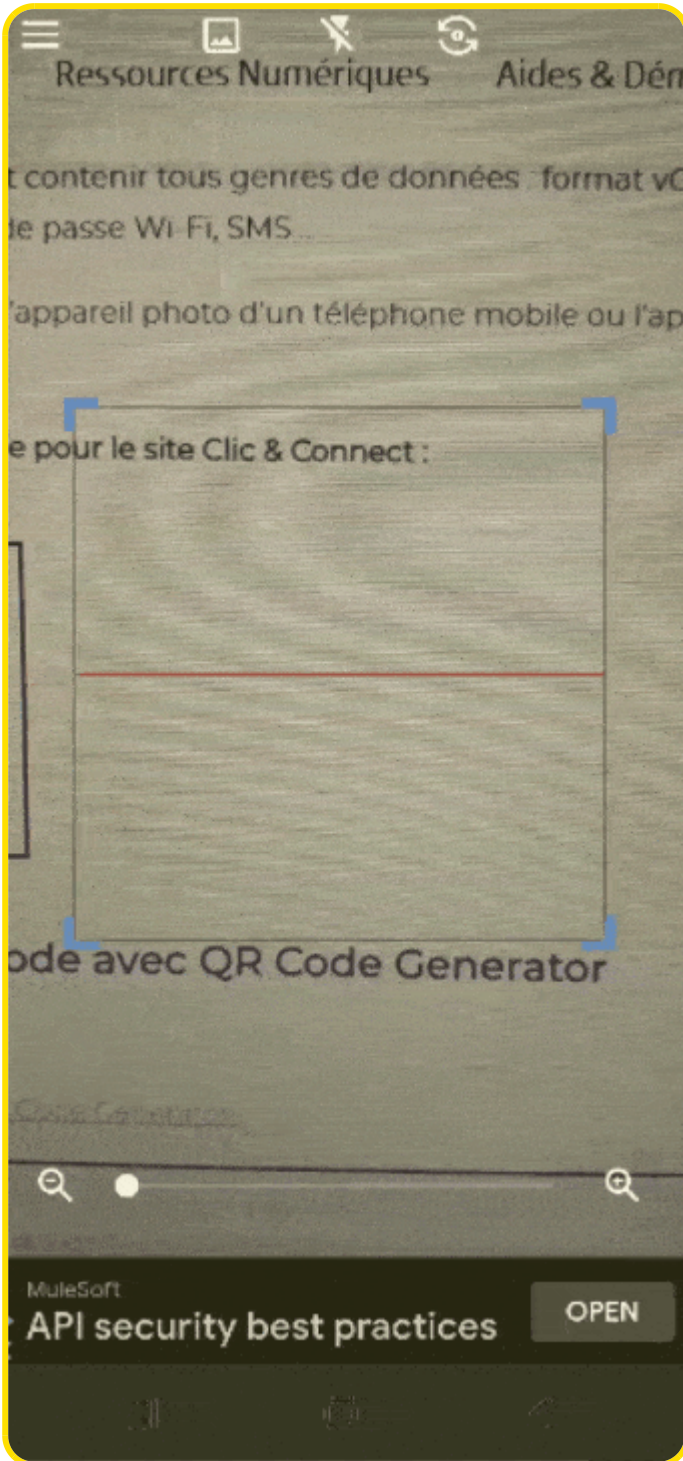 Ressources Numériques Aides & Dém
t contenir tous genres de données : format vC
de passe Wi-Fi, SMS...
l'appareil photo d'un téléphone mobile ou l'ap
e pour le site Clic & Connect :
ode avec QR Code Generator
Code Generator
MuleSoft
API security best practices
OPEN